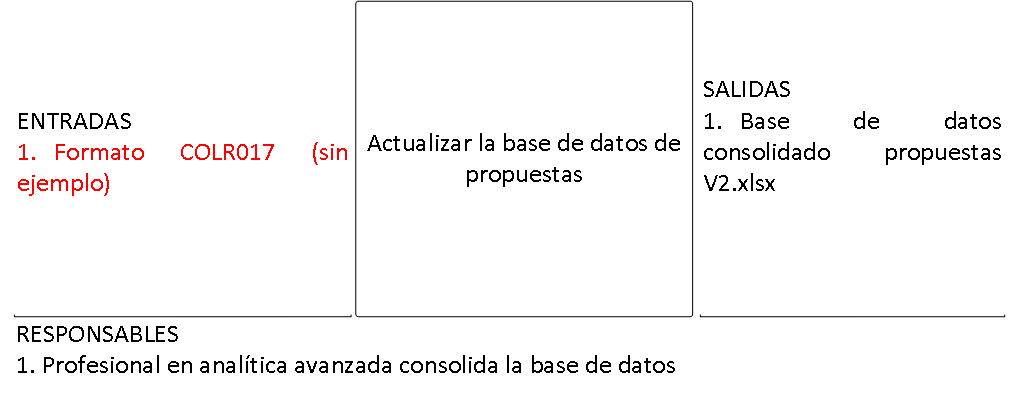 ENTRADAS
1. Formato COLR017 (sin
ejemplo)
Actualizar la base de datos de
propuestas
SALIDAS
1. Base de datos
consolidado propuestas
V2.xlsx
RESPONSABLES
1. Profesional en analítica avanzada consolida la base de datos